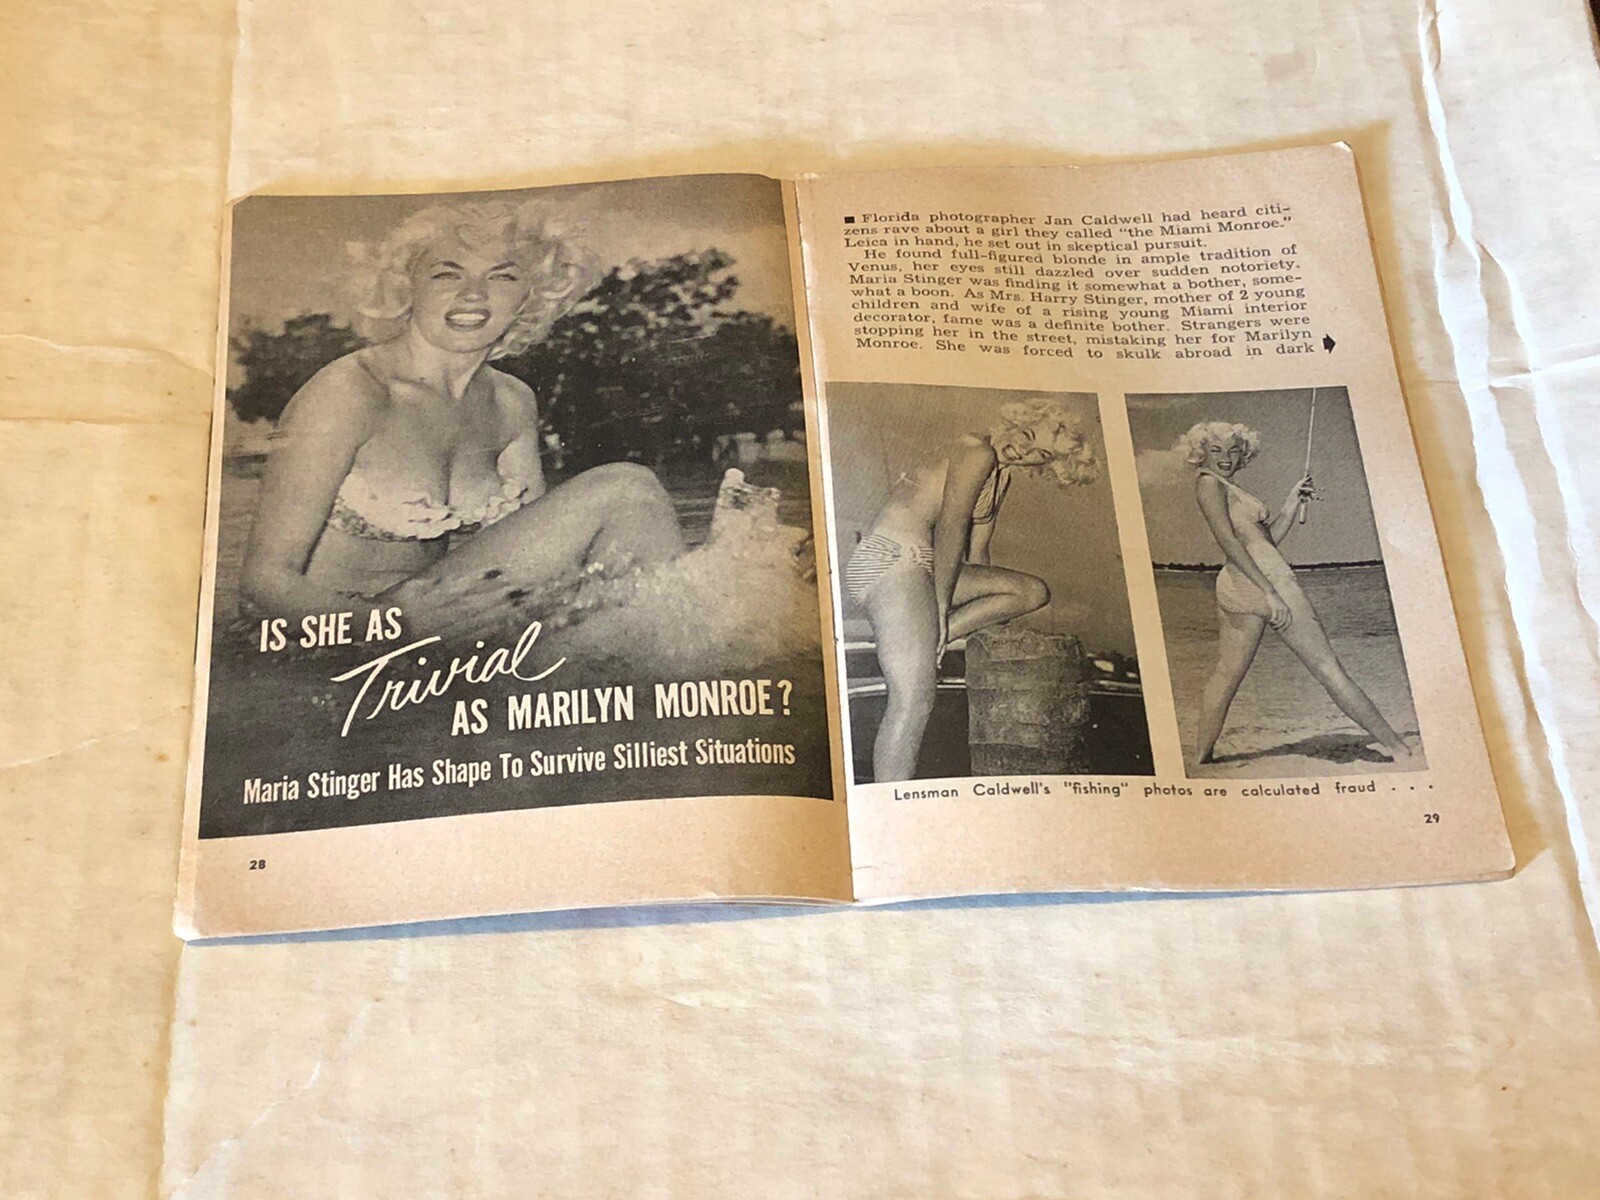 IS SHE AS
Trivial
AS MARILYN MONROE?
Maria Stinger Has Shape To Survive Silliest Situations
28
■ Florida photographer Jan Caldwell had heard citi-
zens rave about a girl they called "the Miami Monroe."
Leica in hand, he set out in skeptical pursuit.
He found full-figured blonde in ample tradition of
Venus, her eyes still dazzled over sudden notoriety.
Maria Stinger was finding it somewhat a bother, some-
what a boon. As Mrs. Harry Stinger, mother of 2 young
children and wife of a rising young Miami interior
decorator, fame was a definite bother. Strangers were
stopping her in the street, mistaking her for Marilyn
Monroe. She was forced to skulk abroad in dark
Lensman Caldwell's "fishing" photos are calculated fraud . . .
29